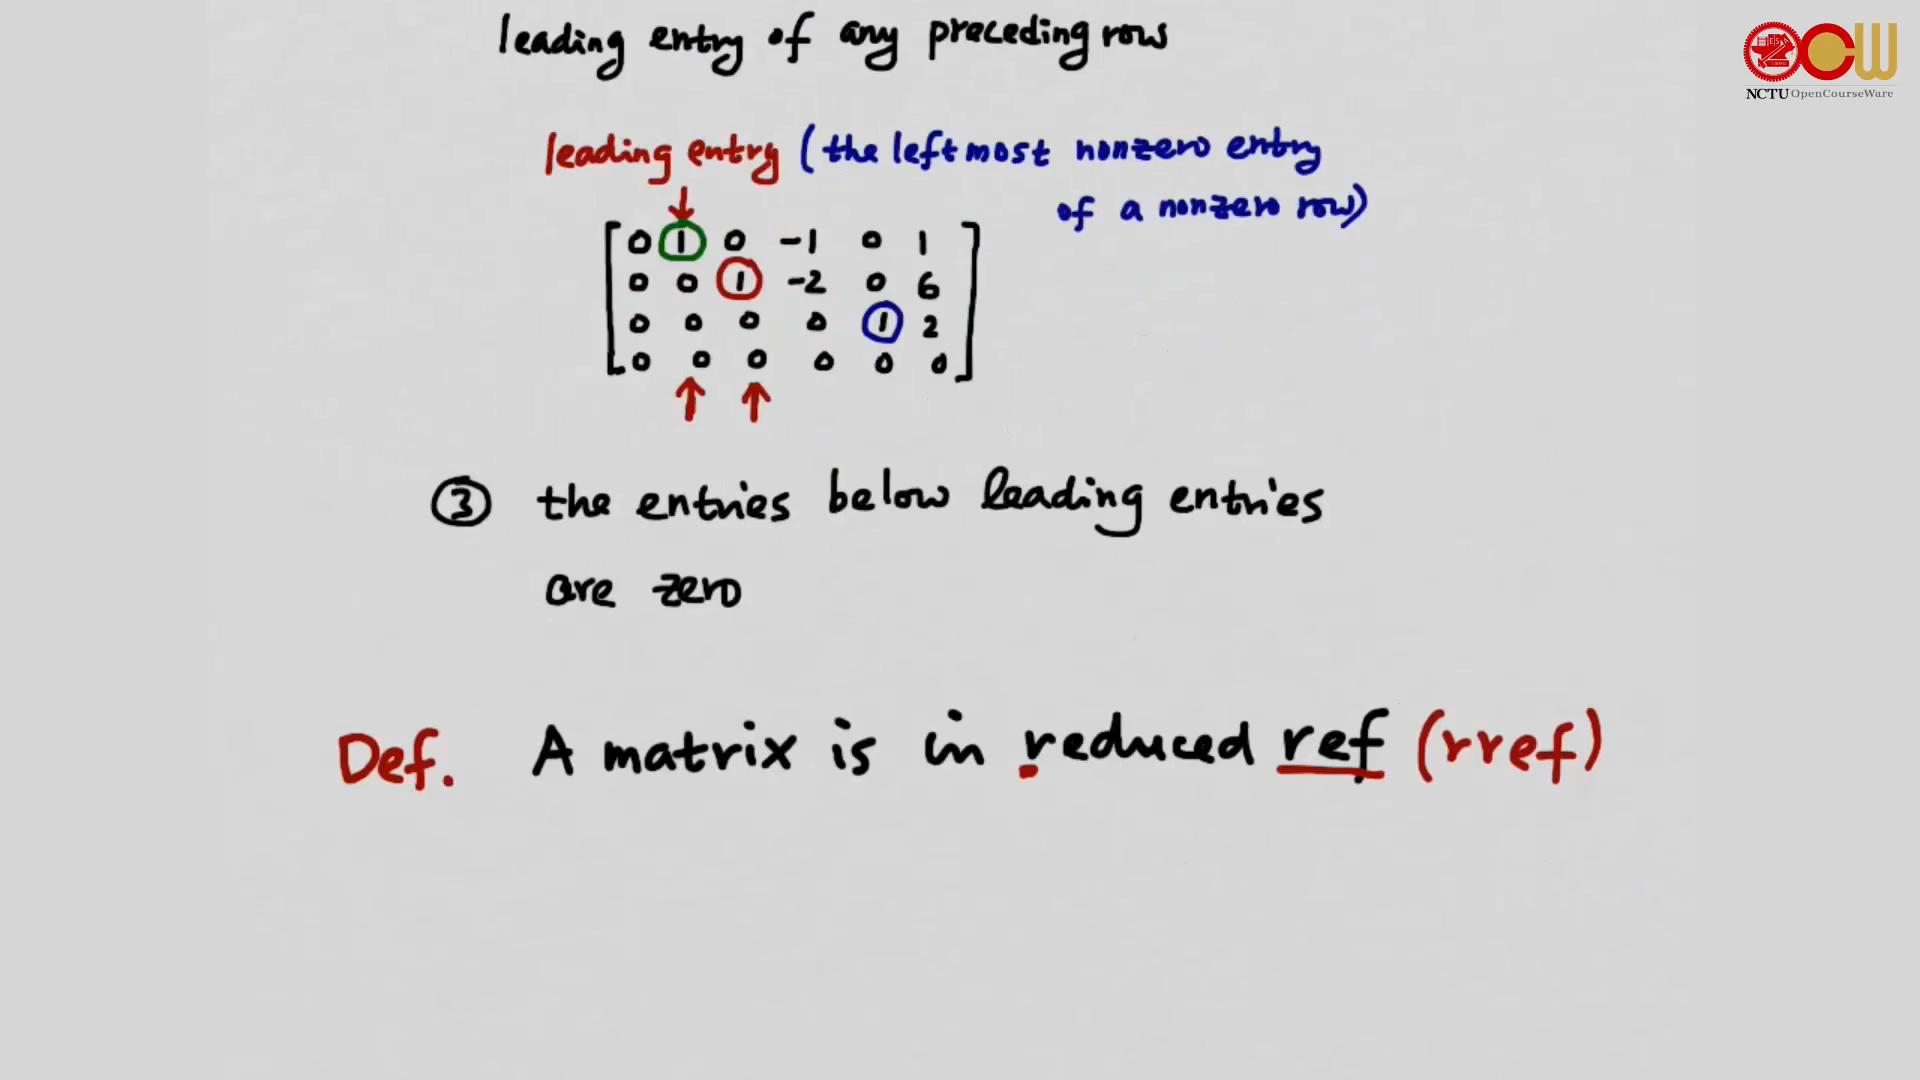 leading entry of any preceding row
NCTU OpenCourseWare
leading entry (the leftmost nonzero entry
of a nonzero row)
0 1 0 -1 0 1
0 0 1 -2 0 6
0 0 0 0 1 2
0 0 0 0 0 0
③ the entries below leading entries
are zero
Def. A matrix is in reduced ref (rref)